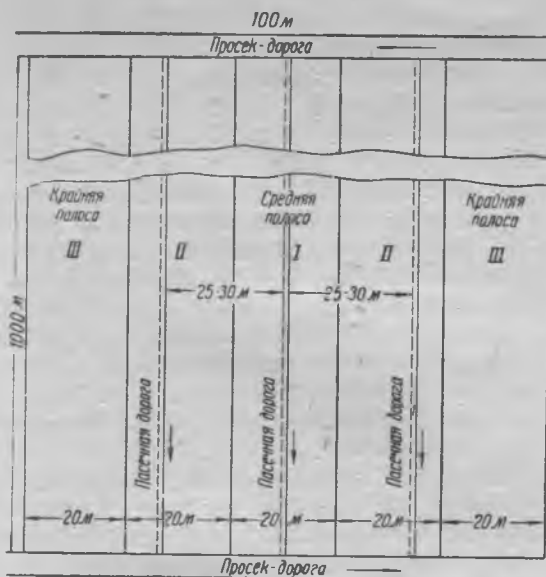 100 м
Просек-дорога
Крайняя
полоса
Средняя
полоса
Крайняя
полоса
III
II
I
II
III
25-30 м
25-30 м
1000 м
Пасечная дорога
Пасечная дорога
Пасечная дорога
20 м
20 м
20 м
20 м
20 м
Просек-дорога